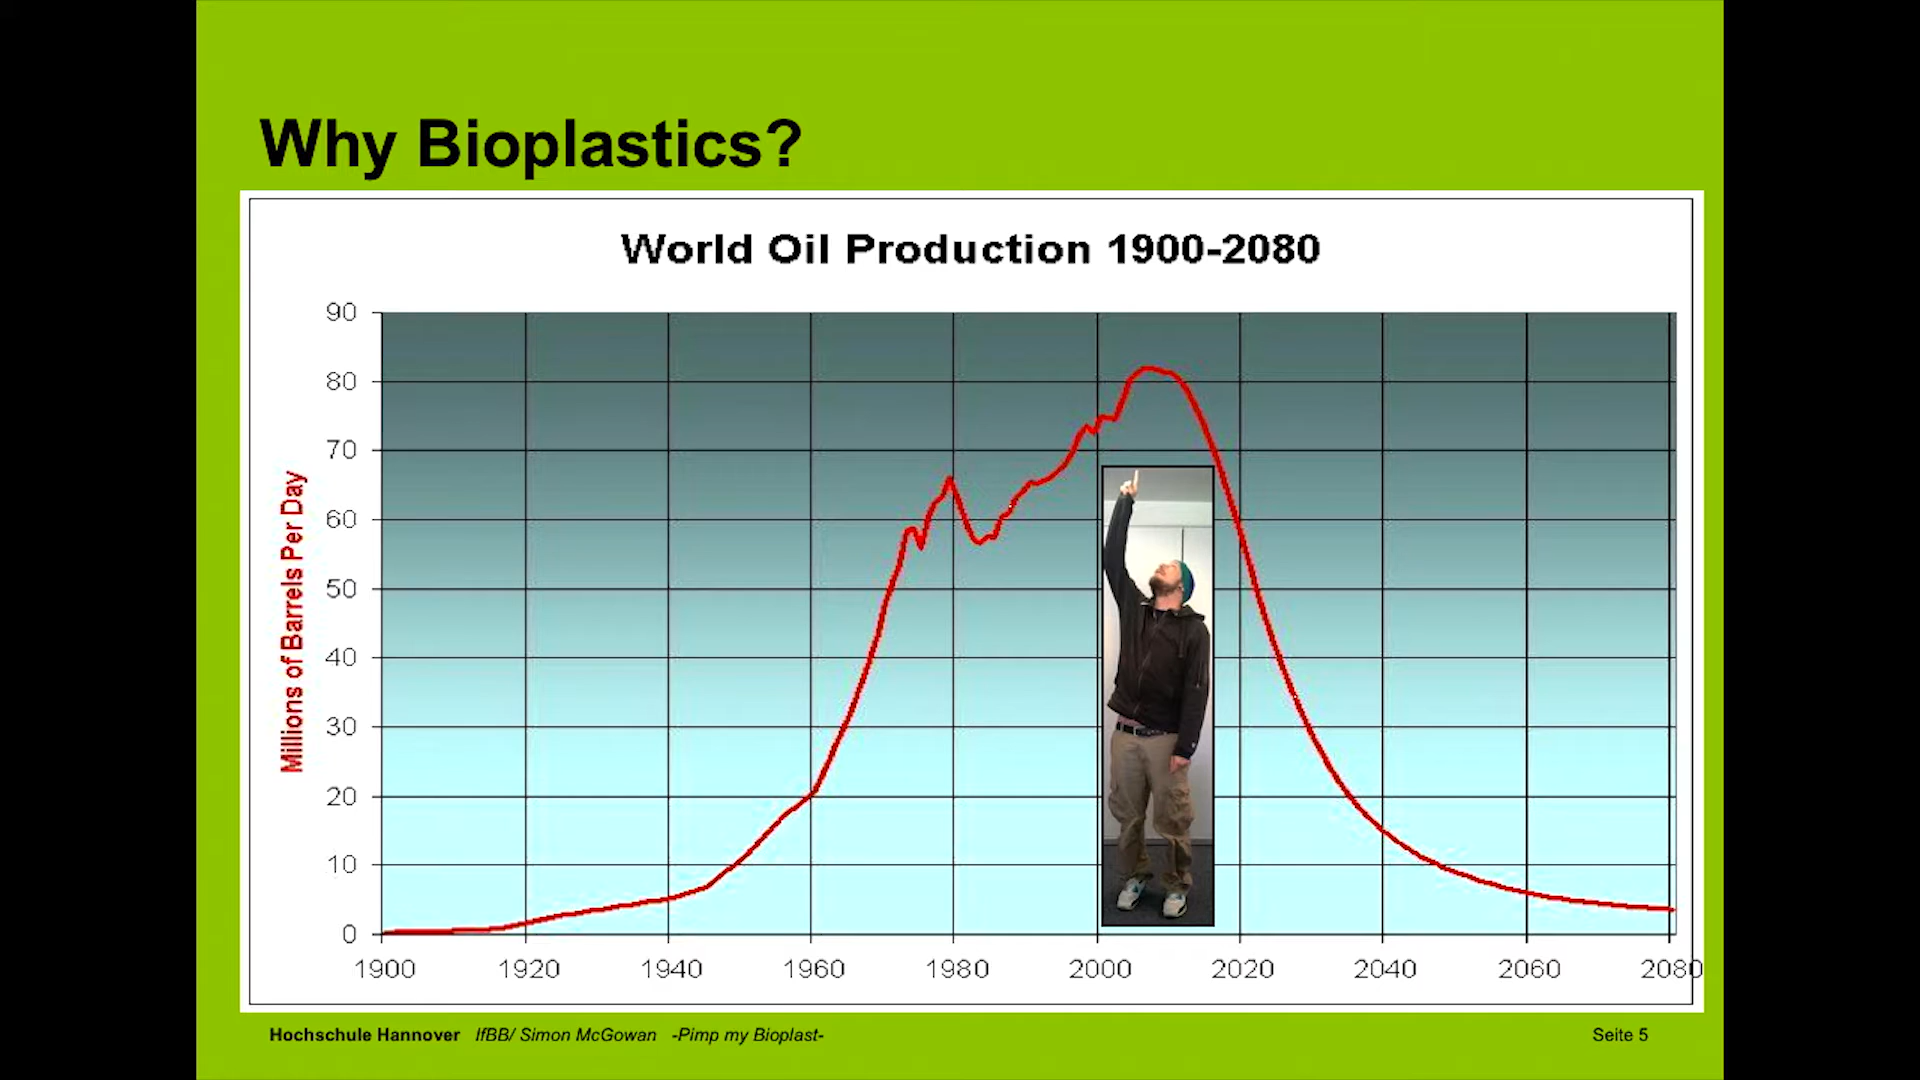 Why Bioplastics?
World Oil Production 1900-2080
Millions of Barrels Per Day
90
80
70
60
50
40
30
20
10
0
1900 1920 1940 1960 1980 2000 2020 2040 2060 2080
Hochschule Hannover IfBB/ Simon McGowan -Pimp my Bioplast- Seite 5